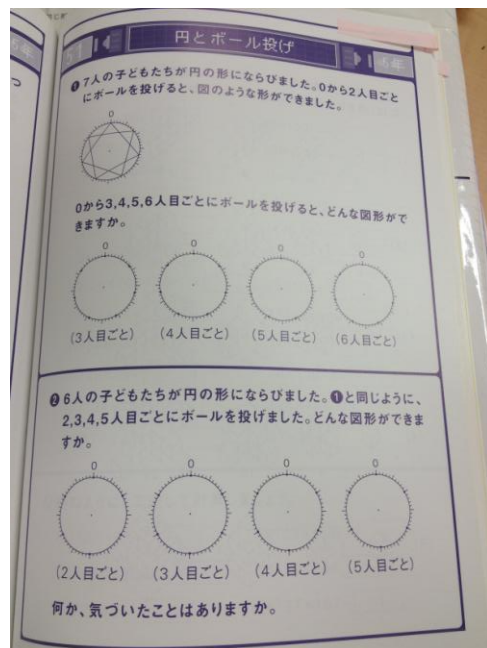 円とボール投げ
51
5年
❶7人の子どもたちが円の形にならびました。0から2人目ごと
にボールを投げると、図のような形ができました。
0
0から3,4,5,6人目ごとにボールを投げると、どんな図形がで
きますか。
0 0 0 0
(3人目ごと) (4人目ごと) (5人目ごと) (6人目ごと)
❷6人の子どもたちが円の形にならびました。❶と同じように、
2,3,4,5人目ごとにボールを投げました。どんな図形ができま
すか。
0 0 0 0
(2人目ごと) (3人目ごと) (4人目ごと) (5人目ごと)
何か、気づいたことはありますか。